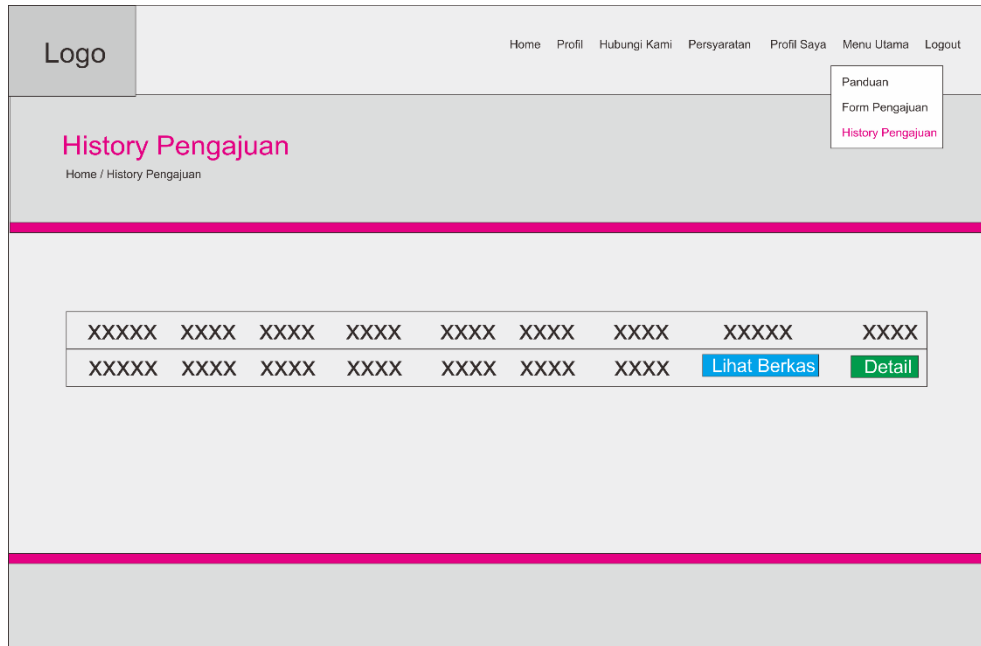 Logo
Home Profil Hubungi Kami Persyaratan Profil Saya Menu Utama Logout
Panduan
Form Pengajuan
History Pengajuan
History Pengajuan
Home / History Pengajuan
XXXXX XXXX XXXX XXXX XXXX XXXX XXXX XXXXX XXXX
XXXXX XXXX XXXX XXXX XXXX XXXX XXXX Lihat Berkas Detail